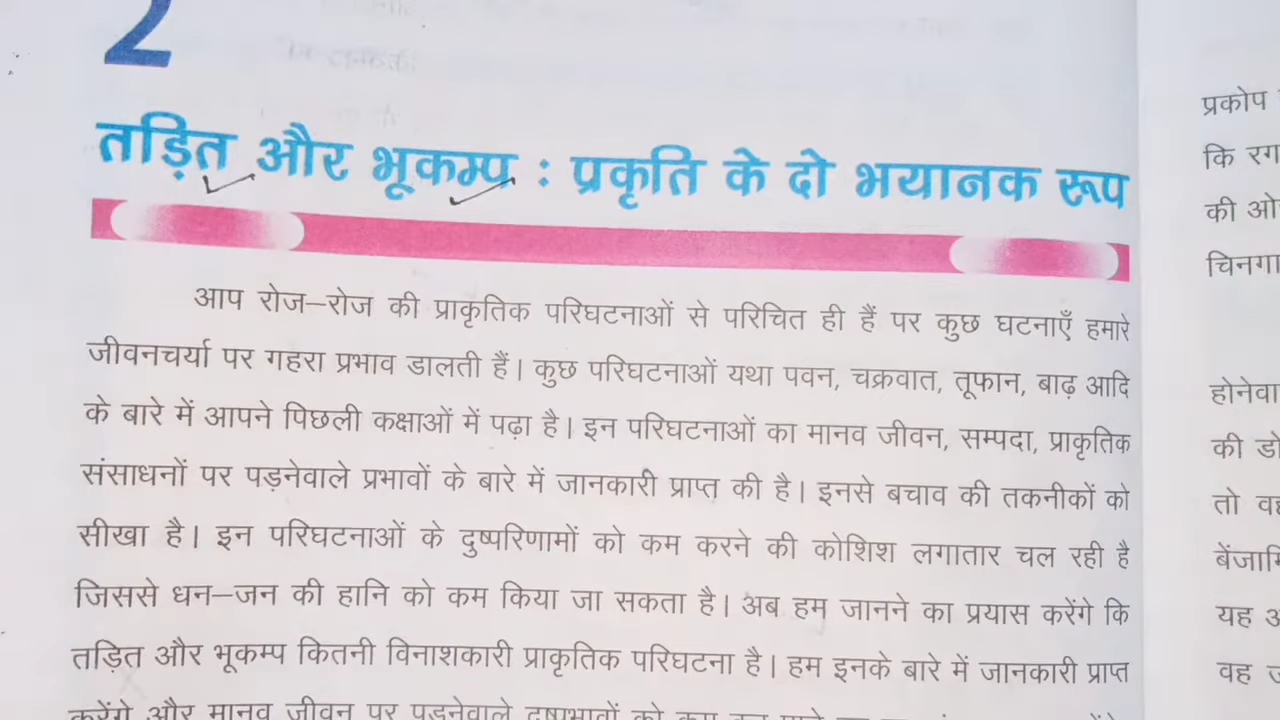 2
तड़ित और भूकम्प : प्रकृति के दो भयानक रूप
आप रोज–रोज की प्राकृतिक परिघटनाओं से परिचित ही हैं पर कुछ घटनाएँ हमारे
जीवनचर्या पर गहरा प्रभाव डालती हैं। कुछ परिघटनाओं यथा पवन, चक्रवात, तूफान, बाढ़ आदि
के बारे में आपने पिछली कक्षाओं में पढ़ा है। इन परिघटनाओं का मानव जीवन, सम्पदा, प्राकृतिक
संसाधनों पर पड़नेवाले प्रभावों के बारे में जानकारी प्राप्त की है। इनसे बचाव की तकनीकों को
सीखा है। इन परिघटनाओं के दुष्परिणामों को कम करने की कोशिश लगातार चल रही है
जिससे धन–जन की हानि को कम किया जा सकता है। अब हम जानने का प्रयास करेंगे कि
तड़ित और भूकम्प कितनी विनाशकारी प्राकृतिक परिघटना है। हम इनके बारे में जानकारी प्राप्त
करेंगे और मानव जीवन पर पड़नेवाले दुष्प्रभावों को कम
प्रकोप
कि
की
होनेवा
की
तो
यह
वह